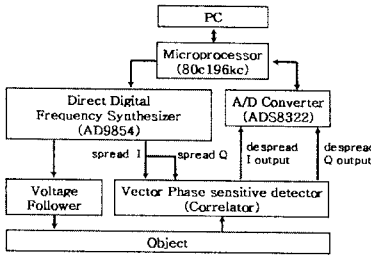 PC
Microprocessor
(80c196kc)
Direct Digital
Frequency Synthesizer
(AD9854)
A/D Converter
(ADS8322)
spread I
spread Q
despread
I output
despread
Q output
Voltage
Follower
Vector Phase sensitive detector
(Correlator)
Object